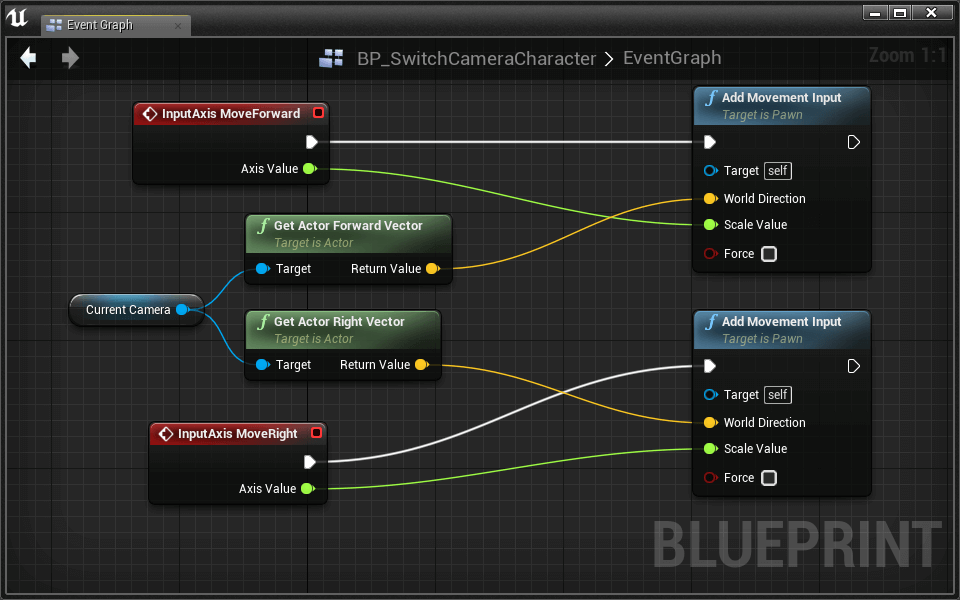 Event Graph
BP_SwitchCameraCharacter > EventGraph
Zoom 1:1
InputAxis MoveForward
Axis Value
Add Movement Input
Target is Pawn
Target self
World Direction
Scale Value
Force
Get Actor Forward Vector
Target is Actor
Target Return Value
Current Camera
Get Actor Right Vector
Target is Actor
Target Return Value
Add Movement Input
Target is Pawn
Target self
World Direction
Scale Value
Force
InputAxis MoveRight
Axis Value
BLUEPRINT